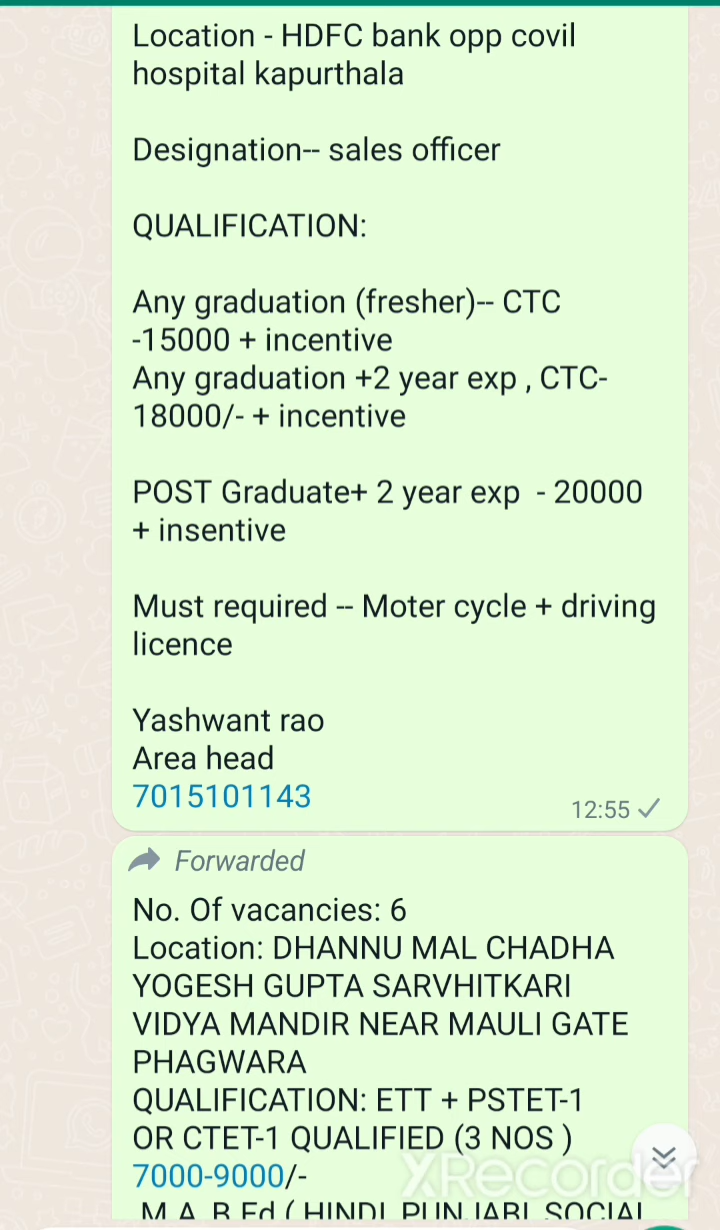 Location - HDFC bank opp covil
hospital kapurthala
Designation-- sales officer
QUALIFICATION:
Any graduation (fresher)-- CTC
-15000 + incentive
Any graduation +2 year exp , CTC-
18000/- + incentive
POST Graduate+ 2 year exp  - 20000
+ insentive
Must required -- Moter cycle + driving
licence
Yashwant rao
Area head
7015101143
12:55
Forwarded
No. Of vacancies: 6
Location: DHANNU MAL CHADHA
YOGESH GUPTA SARVHITKARI
VIDYA MANDIR NEAR MAULI GATE
PHAGWARA
QUALIFICATION: ETT + PSTET-1
OR CTET-1 QUALIFIED (3 NOS )
7000-9000/-
XRecorder
M.A. B.Ed ( HINDI, PUNJABI, SOCIAL